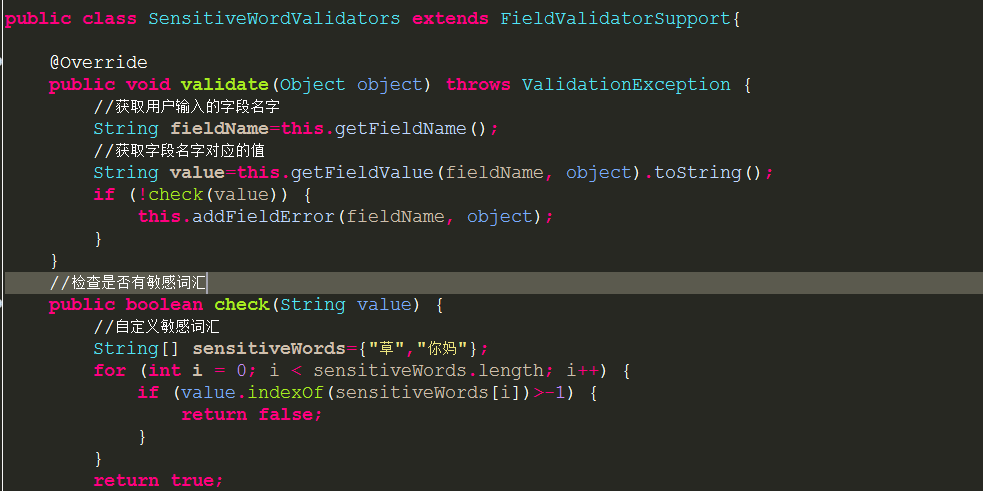 public class SensitiveWordValidators extends FieldValidatorSupport{
@Override
public void validate(Object object) throws ValidationException {
//获取用户输入的字段名字
String fieldName=this.getFieldName();
//获取字段名字对应的值
String value=this.getFieldValue(fieldName, object).toString();
if (!check(value)) {
this.addFieldError(fieldName, object);
}
}
//检查是否有敏感词汇
public boolean check(String value) {
//自定义敏感词汇
String[] sensitiveWords={"草","你妈"};
for (int i = 0; i < sensitiveWords.length; i++) {
if (value.indexOf(sensitiveWords[i])>-1) {
return false;
}
}
return true;